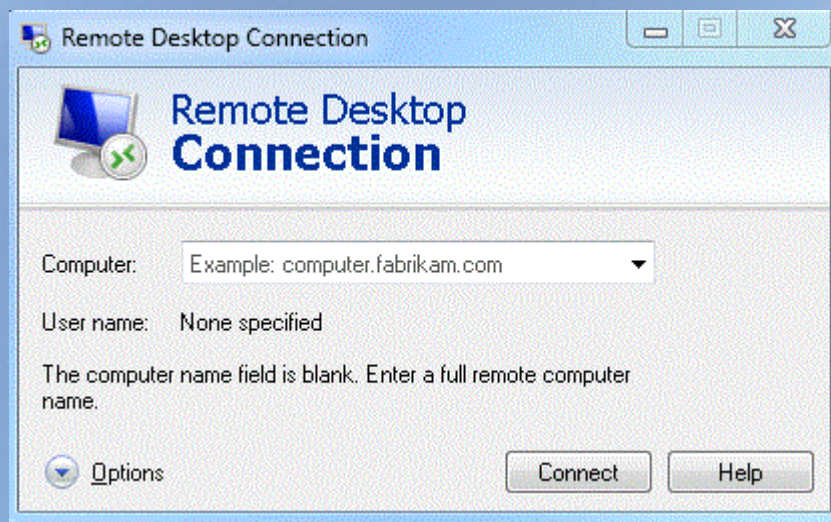 Remote Desktop Connection
Remote Desktop
Connection
Computer: Example: computer.fabrikam.com
User name: None specified
The computer name field is blank. Enter a full remote computer
name.
Options Connect Help